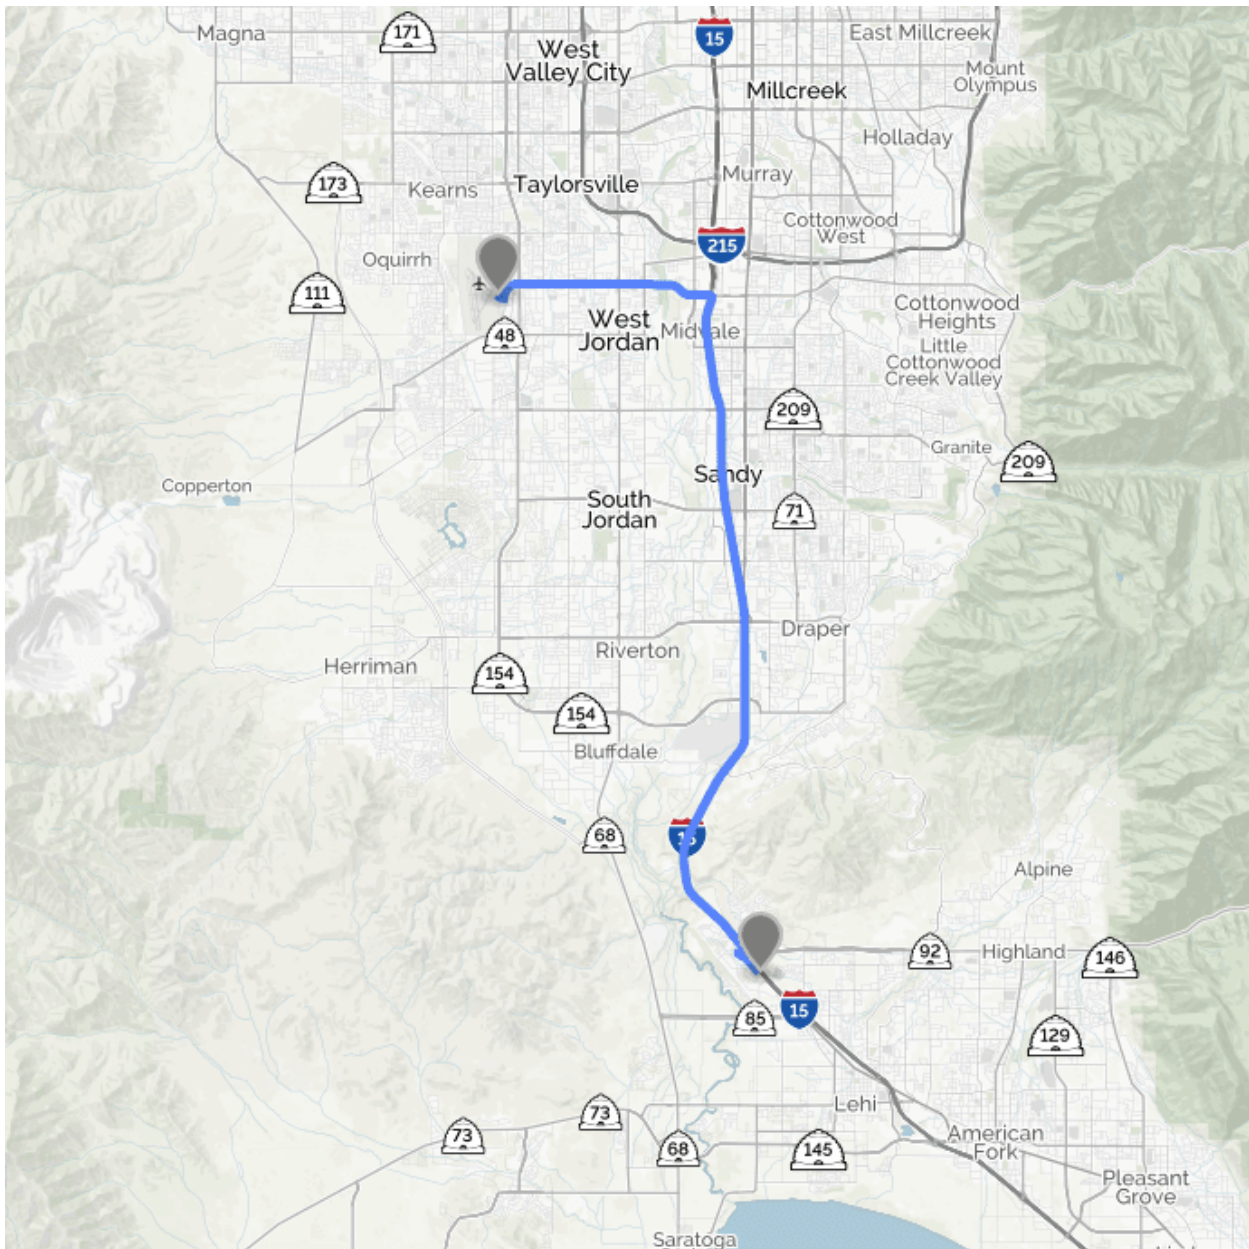 Magna
171
West
Valley City
15
East Millcreek
Mount
Olympus
Millcreek
Holladay
173
Kearns
Taylorsville
Murray
Cottonwood
West
215
Oquirrh
111
48
West
Jordan
Midvale
Cottonwood
Heights
Little
Cottonwood
Creek Valley
209
Granite
209
Copperton
Sandy
South
Jordan
71
Draper
Riverton
Herriman
154
154
Bluffdale
68
15
Alpine
92
Highland
146
85
15
129
Lehi
73
73
68
145
American
Fork
Pleasant
Grove
Saratoga